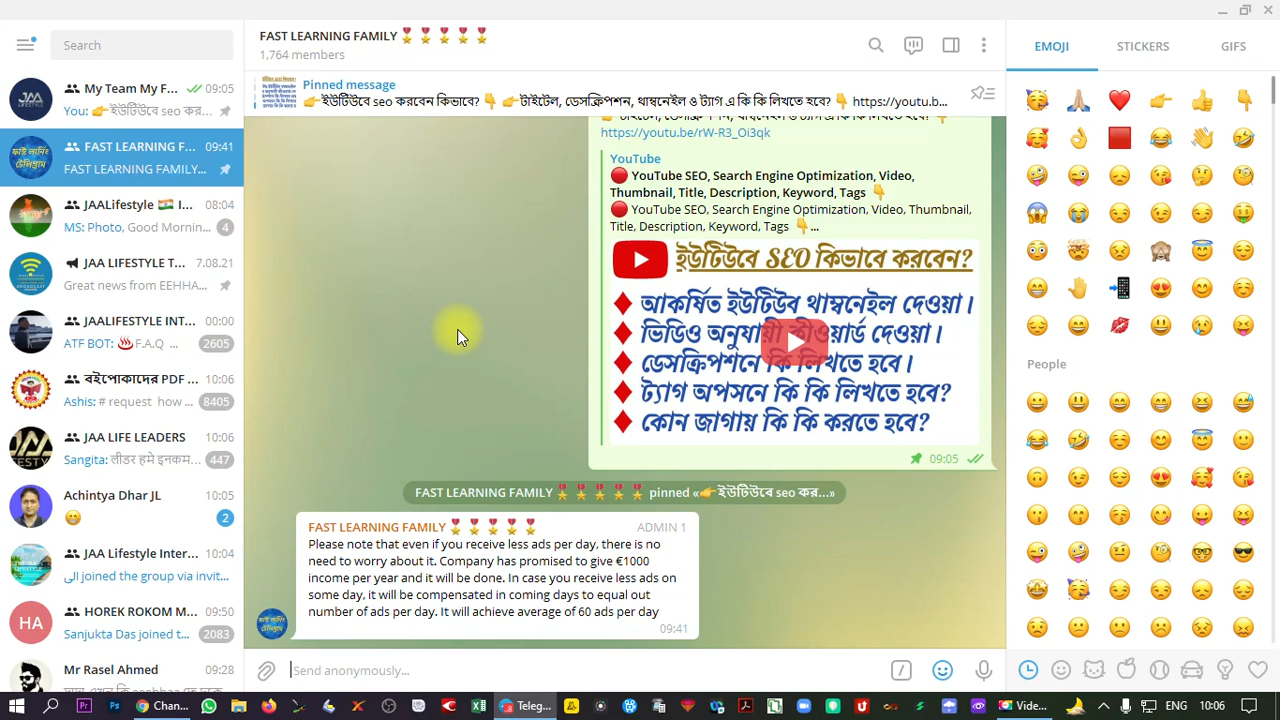 Search
My Team My F... 09:05
You: 👉ইউটিউবে seo কর...
FAST LEARNING F... 09:41
FAST LEARNING FAMILY...
JAALifestyle 🇮🇳 I... 08:04
MS: Photo, Good Mornin... 4
JAA LIFESTYLE T... 7.08.21
Great news from EEHHA...
JAALIFESTYLE INT... 00:00
ATF BOT: ♨️F.A.Q ... 2605
বইপোকাদের PDF ... 10:06
Ashis: # request how ... 8405
JAA LIFE LEADERS 10:06
Sangita: लीडर हमे इनकम... 447
Achintya Dhar JL 10:05
😁 2
JAA Lifestyle Inter... 10:04
الى joined the group via invit...
HA
HOREK ROKOM M... 09:50
Sanjukta Das joined t... 2083
Mr Rasel Ahmed 09:28
FAST LEARNING FAMILY 🎖🎖🎖🎖🎖
1,764 members
Pinned message
👉ইউটিউবে seo করবেন কিভাবে? 👇 👉টাইটেল, ডেসক্রিপশন, থাম্বনেইল ও ট্যাগ এ কি কি লিখতে হবে? 👇 https://youtu.b...
https://youtu.be/rW-R3_Oi3qk
YouTube
🔴 YouTube SEO, Search Engine Optimization, Video,
Thumbnail, Title, Description, Keyword, Tags 👇
🔴 YouTube SEO, Search Engine Optimization, Video, Thumbnail,
Title, Description, Keyword, Tags 👇...
ইউটিউবে SEO কিভাবে করবেন?
♦ আকর্ষিত ইউটিউব থাম্বনেইল দেওয়া।
♦ ভিডিও অনুযায়ী কীওয়ার্ড দেওয়া।
♦ ডেসক্রিপশনে কি লিখতে হবে।
♦ ট্যাগ অপসনে কি কি লিখতে হবে?
♦ কোন জাগায় কি কি করতে হবে?
09:05
FAST LEARNING FAMILY 🎖🎖🎖🎖🎖 pinned «👉ইউটিউবে seo কর...»
FAST LEARNING FAMILY 🎖🎖🎖🎖🎖 ADMIN 1
Please note that even if you receive less ads per day, there is no
need to worry about it. Company has promised to give €1000
income per year and it will be done. In case you receive less ads on
some day, it will be compensated in coming days to equal out
number of ads per day. It will achieve average of 60 ads per day
09:41
Send anonymously...
EMOJI STICKERS GIFS
People
Chan... Teleg... Vide... ENG 10:06